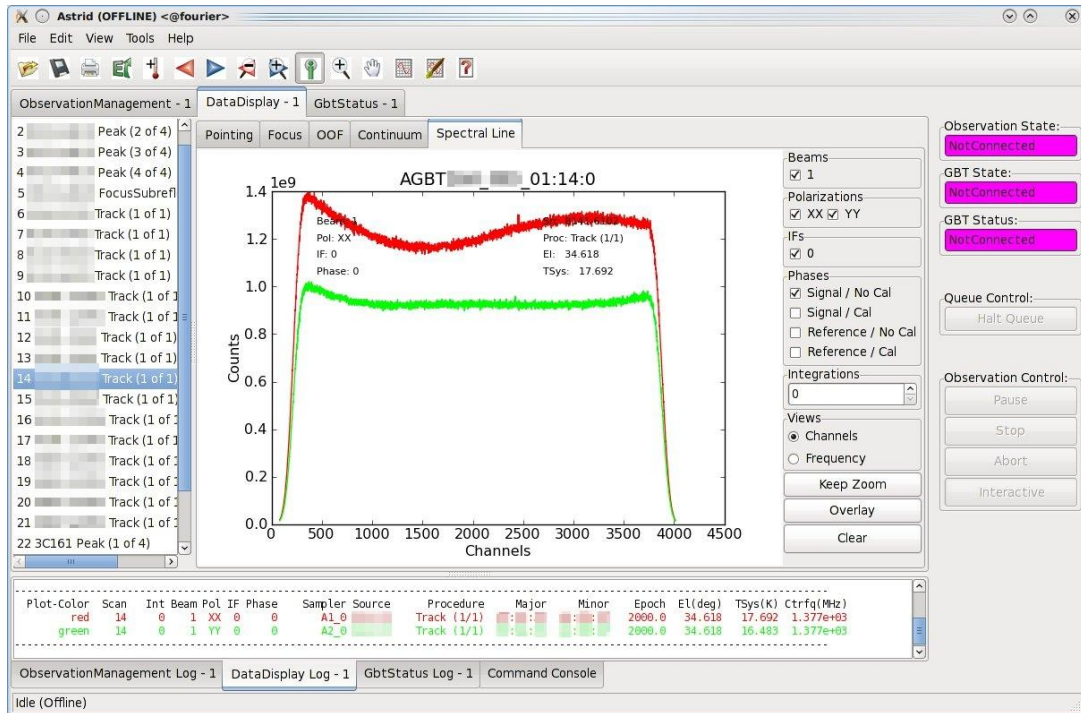 Astrid (OFFLINE) <@fourier>
File Edit View Tools Help
ObservationManagement - 1 DataDisplay - 1 GbtStatus - 1
2 Peak (2 of 4)
3 Peak (3 of 4)
4 Peak (4 of 4)
5 FocusSubrefl
6 Track (1 of 1)
7 Track (1 of 1)
8 Track (1 of 1)
9 Track (1 of 1)
10 Track (1 of 1
11 Track (1 of 1
12 Track (1 of 1)
13 Track (1 of 1)
14 Track (1 of 1)
15 Track (1 of 1)
16 Track (1 of 1
17 Track (1 of 1
18 Track (1 of 1
19 Track (1 of 1
20 Track (1 of 1
21 Track (1 of 1
22 3C161 Peak (1 of 4)
Pointing Focus OOF Continuum Spectral Line
AGBT _01:14:0
1e9
1.4
1.2
1.0
0.8
0.6
0.4
0.2
0.0
Counts
Beam: 1
Pol: XX
IF: 0
Phase: 0
Proc: Track (1/1)
El: 34.618
TSys: 17.692
0 500 1000 1500 2000 2500 3000 3500 4000 4500
Channels
Beams
1
Polarizations
XX YY
IFs
0
Phases
Signal / No Cal
Signal / Cal
Reference / No Cal
Reference / Cal
Integrations
0
Views
Channels
Frequency
Keep Zoom
Overlay
Clear
Observation State:
NotConnected
GBT State:
NotConnected
GBT Status:
NotConnected
Queue Control:
Halt Queue
Observation Control:
Pause
Stop
Abort
Interactive
Plot-Color Scan Int Beam Pol IF Phase Sampler Source Procedure Major Minor Epoch El(deg) TSys(K) Ctrfq(MHz)
red 14 0 1 XX 0 0 A1_0 Track (1/1) 2000.0 34.618 17.692 1.377e+03
green 14 0 1 YY 0 0 A2_0 Track (1/1) 2000.0 34.618 16.483 1.377e+03
ObservationManagement Log - 1 DataDisplay Log - 1 GbtStatus Log - 1 Command Console
Idle (Offline)